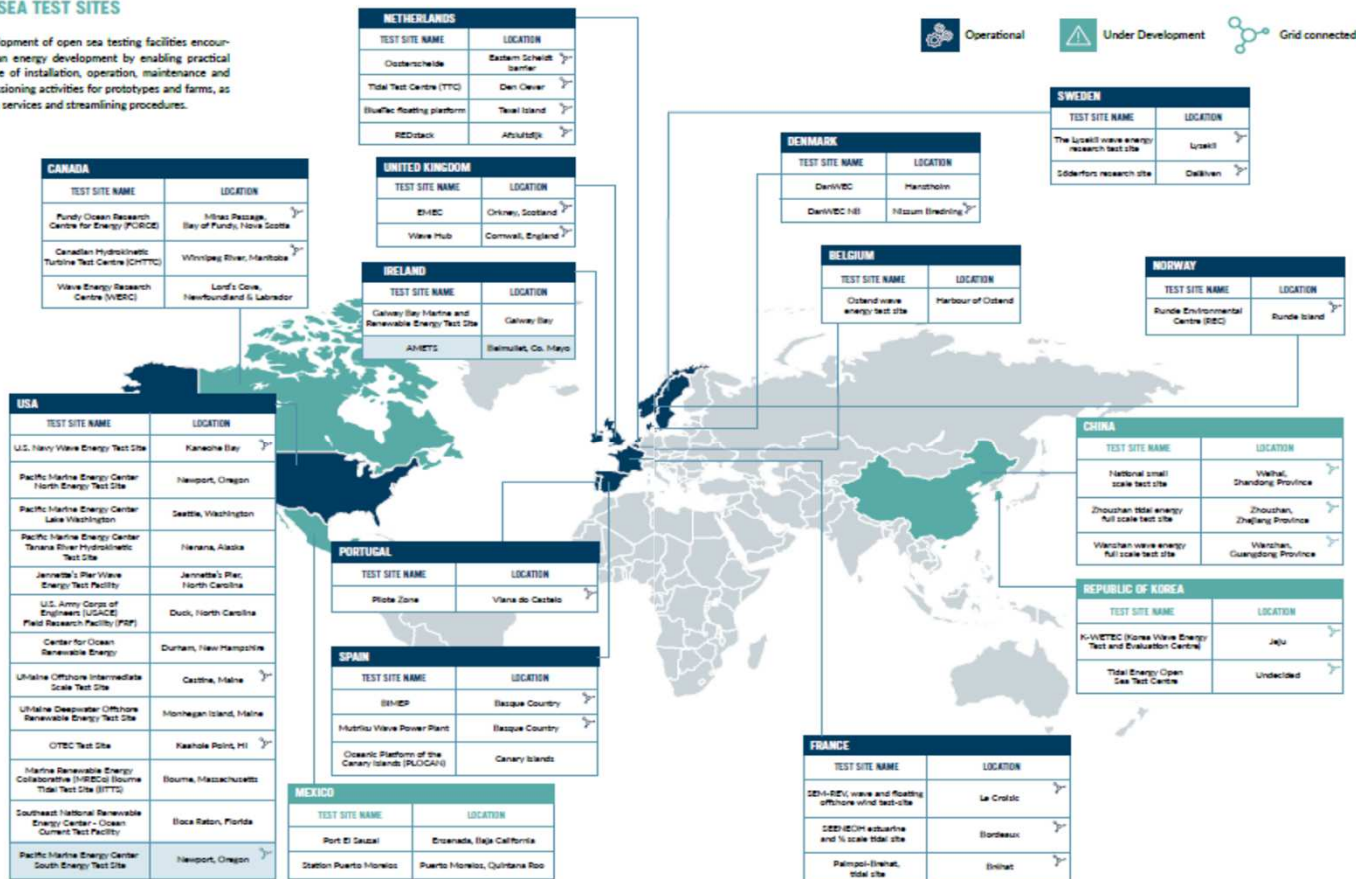 SEA TEST SITES
lopment of open sea testing facilities encour-
an energy development by enabling practical
e of installation, operation, maintenance and
sioning activities for prototypes and farms, as
services and streamlining procedures.
Operational
Under Development
Grid connected
NETHERLANDS
TEST SITE NAME LOCATION
Oosterschelde Eastern Scheldt
barrier
Tidal Test Centre (TTC) Den Oever
BlueTec floating platform Texel Island
REDstack Afsluitdijk
UNITED KINGDOM
TEST SITE NAME LOCATION
EMEC Orkney, Scotland
Wave Hub Cornwall, England
IRELAND
TEST SITE NAME LOCATION
Galway Bay Marine and
Renewable Energy Test Site Galway Bay
AMETS Belmullet, Co. Mayo
CANADA
TEST SITE NAME LOCATION
Fundy Ocean Research
Centre for Energy (FORCE) Minas Passage,
Bay of Fundy, Nova Scotia
Canadian Hydrokinetic
Turbine Test Centre (CHTTC) Winnipeg River, Manitoba
Wave Energy Research
Centre (WERC) Lord's Cove,
Newfoundland & Labrador
DENMARK
TEST SITE NAME LOCATION
DanWEC Hanstholm
DanWEC NB Nissum Bredning
SWEDEN
TEST SITE NAME LOCATION
The Lysekil wave energy
research test site Lysekil
Söderfors research site Dalälven
BELGIUM
TEST SITE NAME LOCATION
Ostend wave
energy test site Harbour of Ostend
NORWAY
TEST SITE NAME LOCATION
Runde Environmental
Centre (REC) Runde Island
USA
TEST SITE NAME LOCATION
U.S. Navy Wave Energy Test Site Kaneohe Bay
Pacific Marine Energy Center
North Energy Test Site Newport, Oregon
Pacific Marine Energy Center
Lake Washington Seattle, Washington
Pacific Marine Energy Center
Tanana River Hydrokinetic
Test Site Nenana, Alaska
Jennette's Pier Wave
Energy Test Facility Jennette's Pier,
North Carolina
U.S. Army Corps of
Engineers (USACE)
Field Research Facility (FRF) Duck, North Carolina
Center for Ocean
Renewable Energy Durham, New Hampshire
UMaine Offshore Intermediate
Scale Test Site Castine, Maine
UMaine Deepwater Offshore
Renewable Energy Test Site Monhegan Island, Maine
OTEC Test Site Keahole Point, HI
Marine Renewable Energy
Collaborative (MRECo) Bourne
Tidal Test Site (BTTS) Bourne, Massachusetts
Southeast National Renewable
Energy Center - Ocean
Current Test Facility Boca Raton, Florida
Pacific Marine Energy Center
South Energy Test Site Newport, Oregon
PORTUGAL
TEST SITE NAME LOCATION
Pilote Zone Viana do Castelo
SPAIN
TEST SITE NAME LOCATION
BIMEP Basque Country
Mutriku Wave Power Plant Basque Country
Oceanic Platform of the
Canary Islands (PLOCAN) Canary Islands
MEXICO
TEST SITE NAME LOCATION
Port El Sauzal Ensenada, Baja California
Station Puerto Morelos Puerto Morelos, Quintana Roo
CHINA
TEST SITE NAME LOCATION
National small
scale test site Weihai,
Shandong Province
Zhoushan tidal energy
full scale test site Zhoushan,
Zhejiang Province
Wanshan wave energy
full scale test site Wanshan,
Guangdong Province
REPUBLIC OF KOREA
TEST SITE NAME LOCATION
K-WETEC (Korea Wave Energy
Test and Evaluation Centre) Jeju
Tidal Energy Open
Sea Test Centre Undecided
FRANCE
TEST SITE NAME LOCATION
SEM-REV, wave and floating
offshore wind test-site Le Croisic
SEENEOH estuarine
and ¼ scale tidal site Bordeaux
Paimpol-Brehat,
tidal site Bréhat